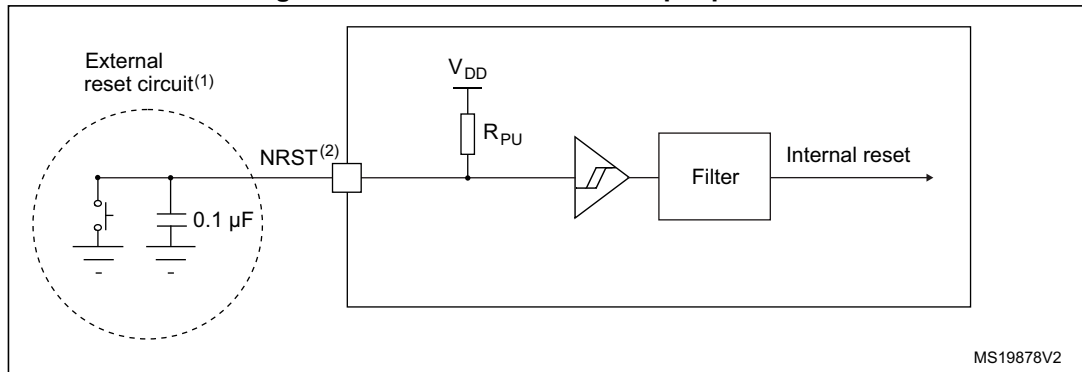 External
reset circuit(1)
VDD
RPU
NRST(2)
Filter
Internal reset
0.1 µF
MS19878V2